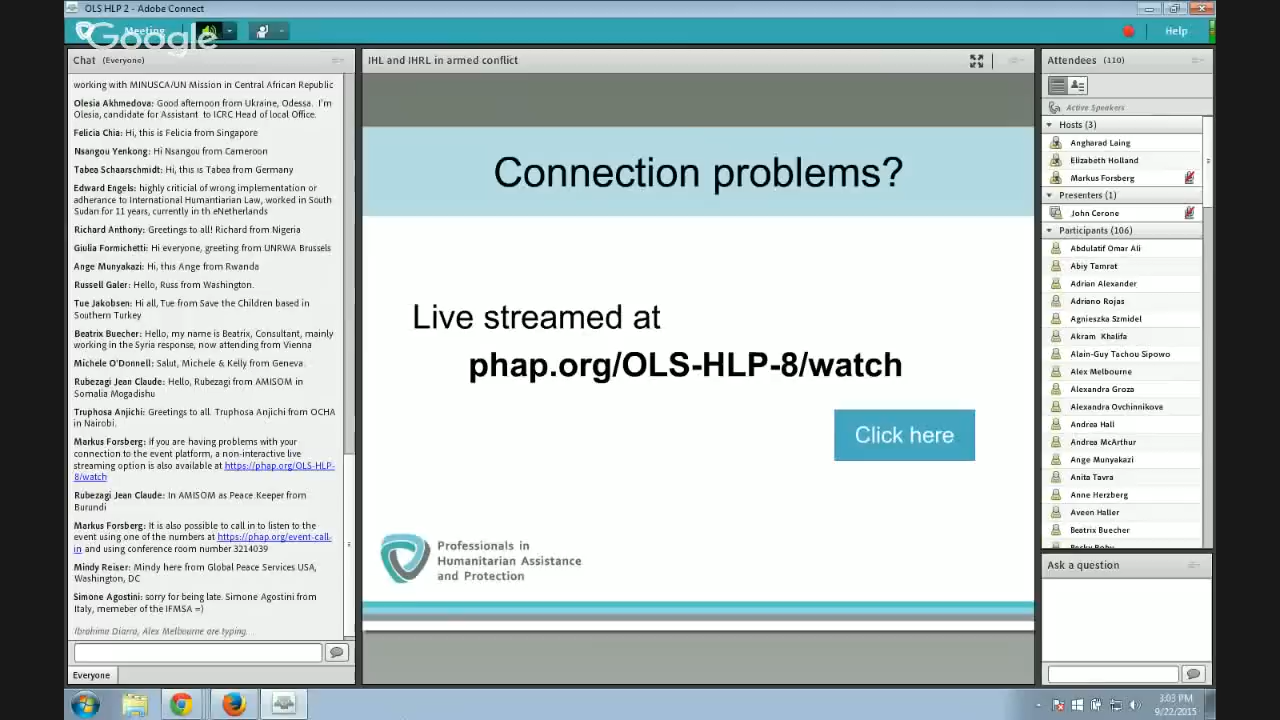 OLS HLP 2 - Adobe Connect
Meeting
Google
Help
Chat (Everyone)
working with MINUSCA/UN Mission in Central African Republic
Olesia Akhmedova: Good afternoon from Ukraine, Odessa. I'm
Olesia, candidate for Assistant to ICRC Head of local Office.
Felicia Chia: Hi, this is Felicia from Singapore
Nsangou Yenkong: Hi Nsangou from Cameroon
Tabea Schaarschmidt: Hi, this is Tabea from Germany
Edward Engels: highly criticial of wrong implementation or
adherance to International Humantarian Law, worked in South
Sudan for 11 years, currently in th eNetherlands
Richard Anthony: Greetings to all! Richard from Nigeria
Giulia Formichetti: Hi everyone, greeting from UNRWA Brussels
Ange Munyakazi: Hi, this Ange from Rwanda
Russell Galer: Hello, Russ from Washington.
Tue Jakobsen: Hi all, Tue from Save the Children based in
Southern Turkey
Beatrix Buecher: Hello, my name is Beatrix, Consultant, mainly
working in the Syria response, now attending from Vienna
Michele O'Donnell: Salut, Michele & Kelly from Geneva.
Rubezagi Jean Claude: Hello, Rubezagi from AMISOM in
Somalia Mogadishu
Truphosa Anjichi: Greetings to all. Truphosa Anjichi from OCHA
in Nairobi.
Markus Forsberg: if you are having problems with your
connection to the event platform, a non-interactive live
streaming option is also available at https://phap.org/OLS-HLP-
8/watch
Rubezagi Jean Claude: In AMISOM as Peace Keeper from
Burundi
Markus Forsberg: It is also possible to call in to listen to the
event using one of the numbers at https://phap.org/event-call-
in and using conference room number 3214039
Mindy Reiser: Mindy here from Global Peace Services USA,
Washington, DC
Simone Agostini: sorry for being late. Simone Agostini from
Italy, memeber of the IFMSA =)
Ibrahima Diarra, Alex Melbourne are typing...
Everyone
IHL and IHRL in armed conflict
Connection problems?
Live streamed at
phap.org/OLS-HLP-8/watch
Click here
Professionals in
Humanitarian Assistance
and Protection
Attendees (110)
Active Speakers
Hosts (3)
Angharad Laing
Elizabeth Holland
Markus Forsberg
Presenters (1)
John Cerone
Participants (106)
Abdulatif Omar Ali
Abiy Tamrat
Adrian Alexander
Adriano Rojas
Agnieszka Szmidel
Akram Khalifa
Alain-Guy Tachou Sipowo
Alex Melbourne
Alexandra Groza
Alexandra Ovchinnikova
Andrea Hall
Andrea McArthur
Ange Munyakazi
Anita Tavra
Anne Herzberg
Aveen Haller
Beatrix Buecher
Ask a question
3:03 PM
9/22/2015